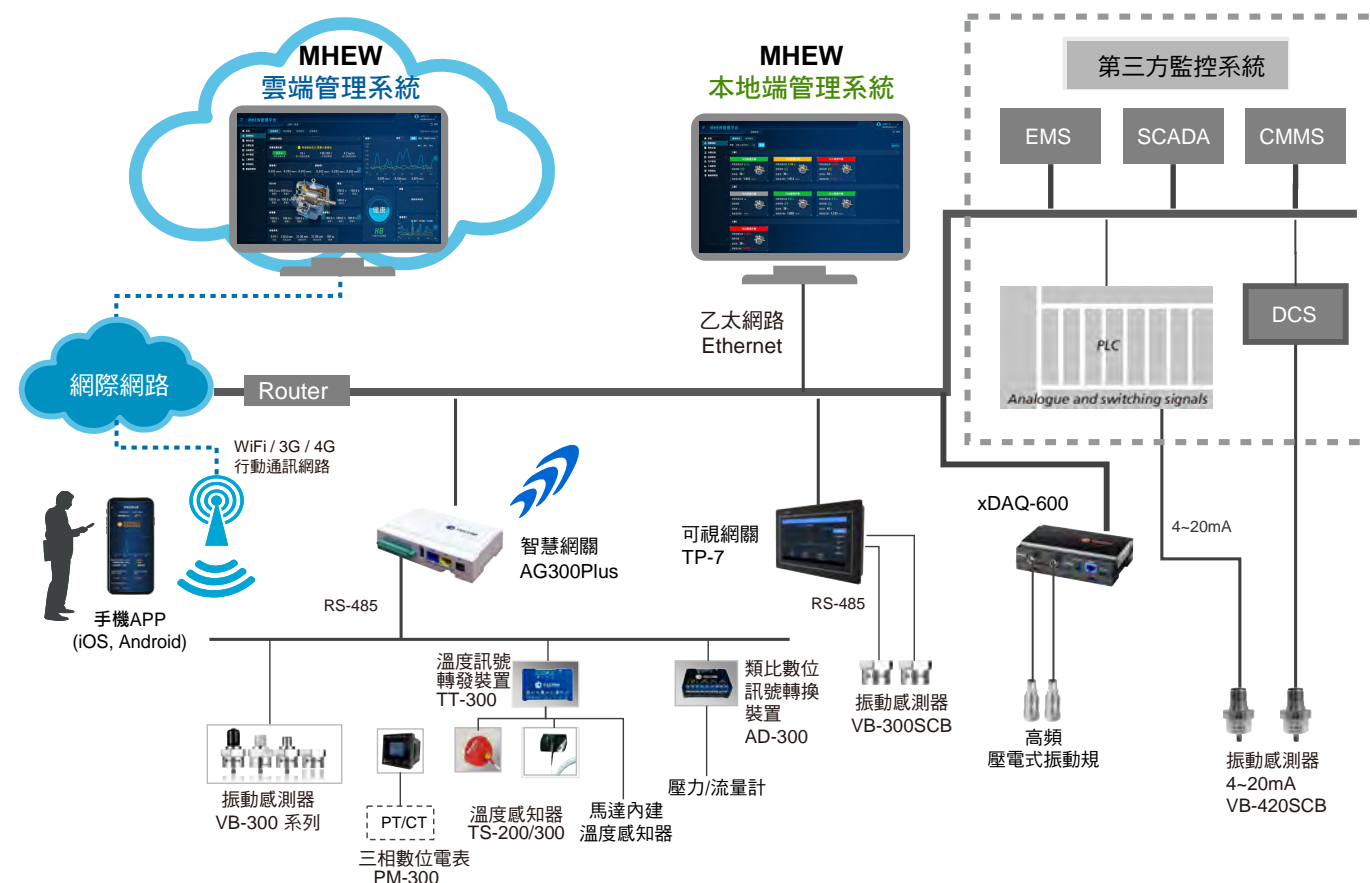 MHEW
雲端管理系統
MHEW
本地端管理系統
第三方監控系統
EMS
SCADA
CMMS
健康
乙太網路
Ethernet
PLC
DCS
Analogue and switching signals
網際網路
Router
WiFi / 3G / 4G
行動通訊網路
手機APP
(iOS, Android)
智慧網關
AG300Plus
RS-485
可視網關
TP-7
RS-485
xDAQ-600
4~20mA
溫度訊號
轉發裝置
TT-300
類比數位
訊號轉換
裝置
AD-300
振動感測器
VB-300SCB
高頻
壓電式振動規
振動感測器
4~20mA
VB-420SCB
振動感測器
VB-300 系列
PT/CT
三相數位電表
PM-300
溫度感知器
TS-200/300
馬達內建
溫度感知器
壓力/流量計